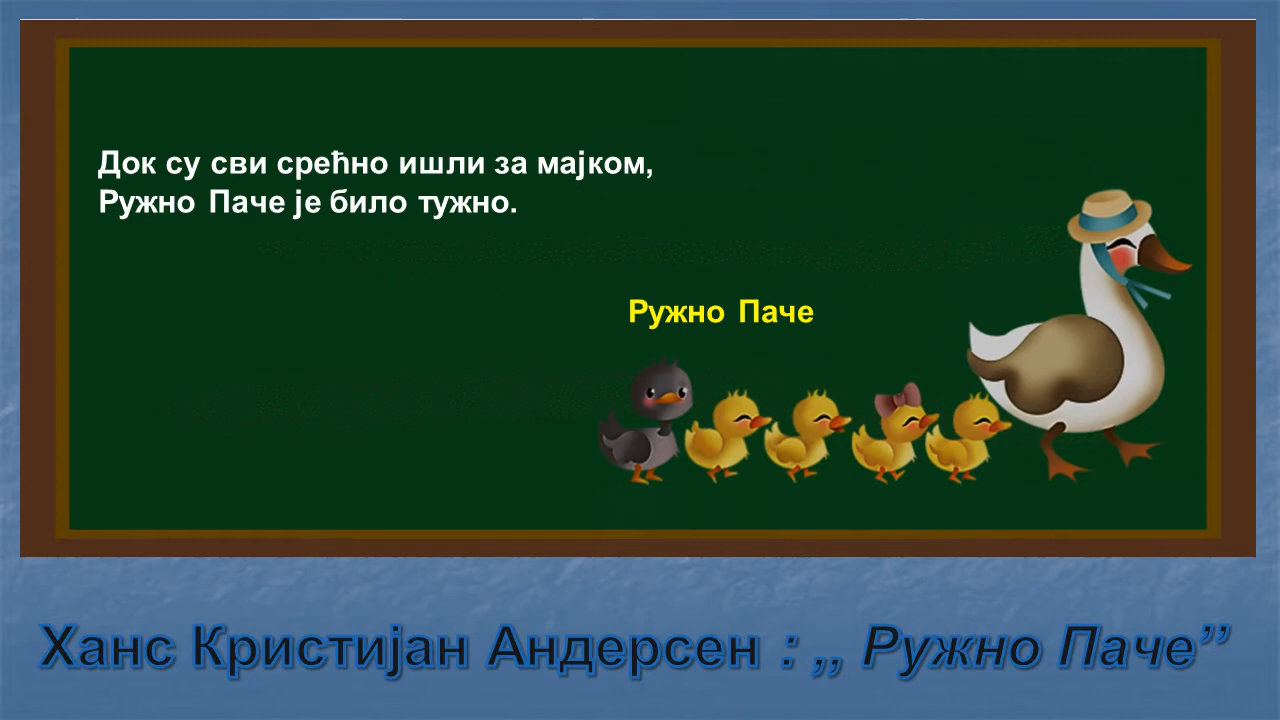 Док су сви срећно ишли за мајком,
Ружно Паче је било тужно.
Ружно Паче
Ханс Кристијан Андерсен : ,, Ружно Паче”